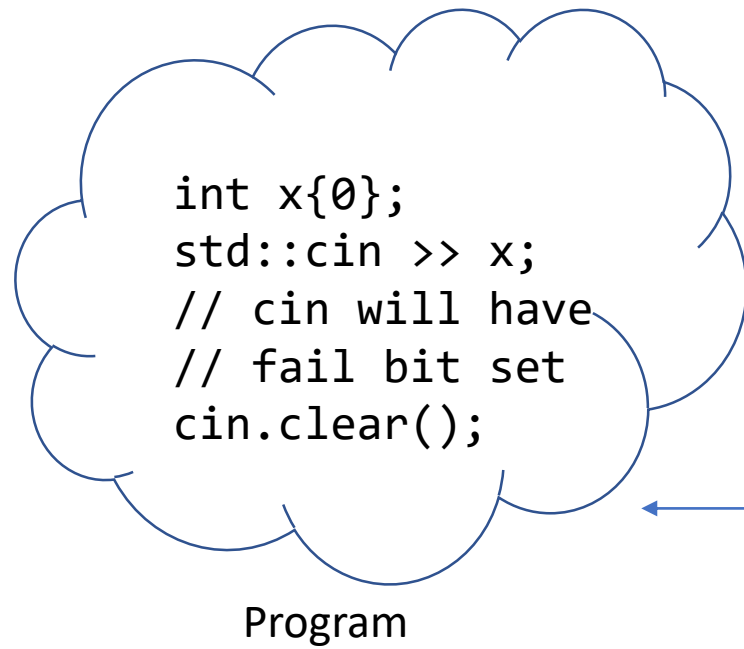 int x{0};
std::cin >> x;
// cin will have
// fail bit set
cin.clear();
Program